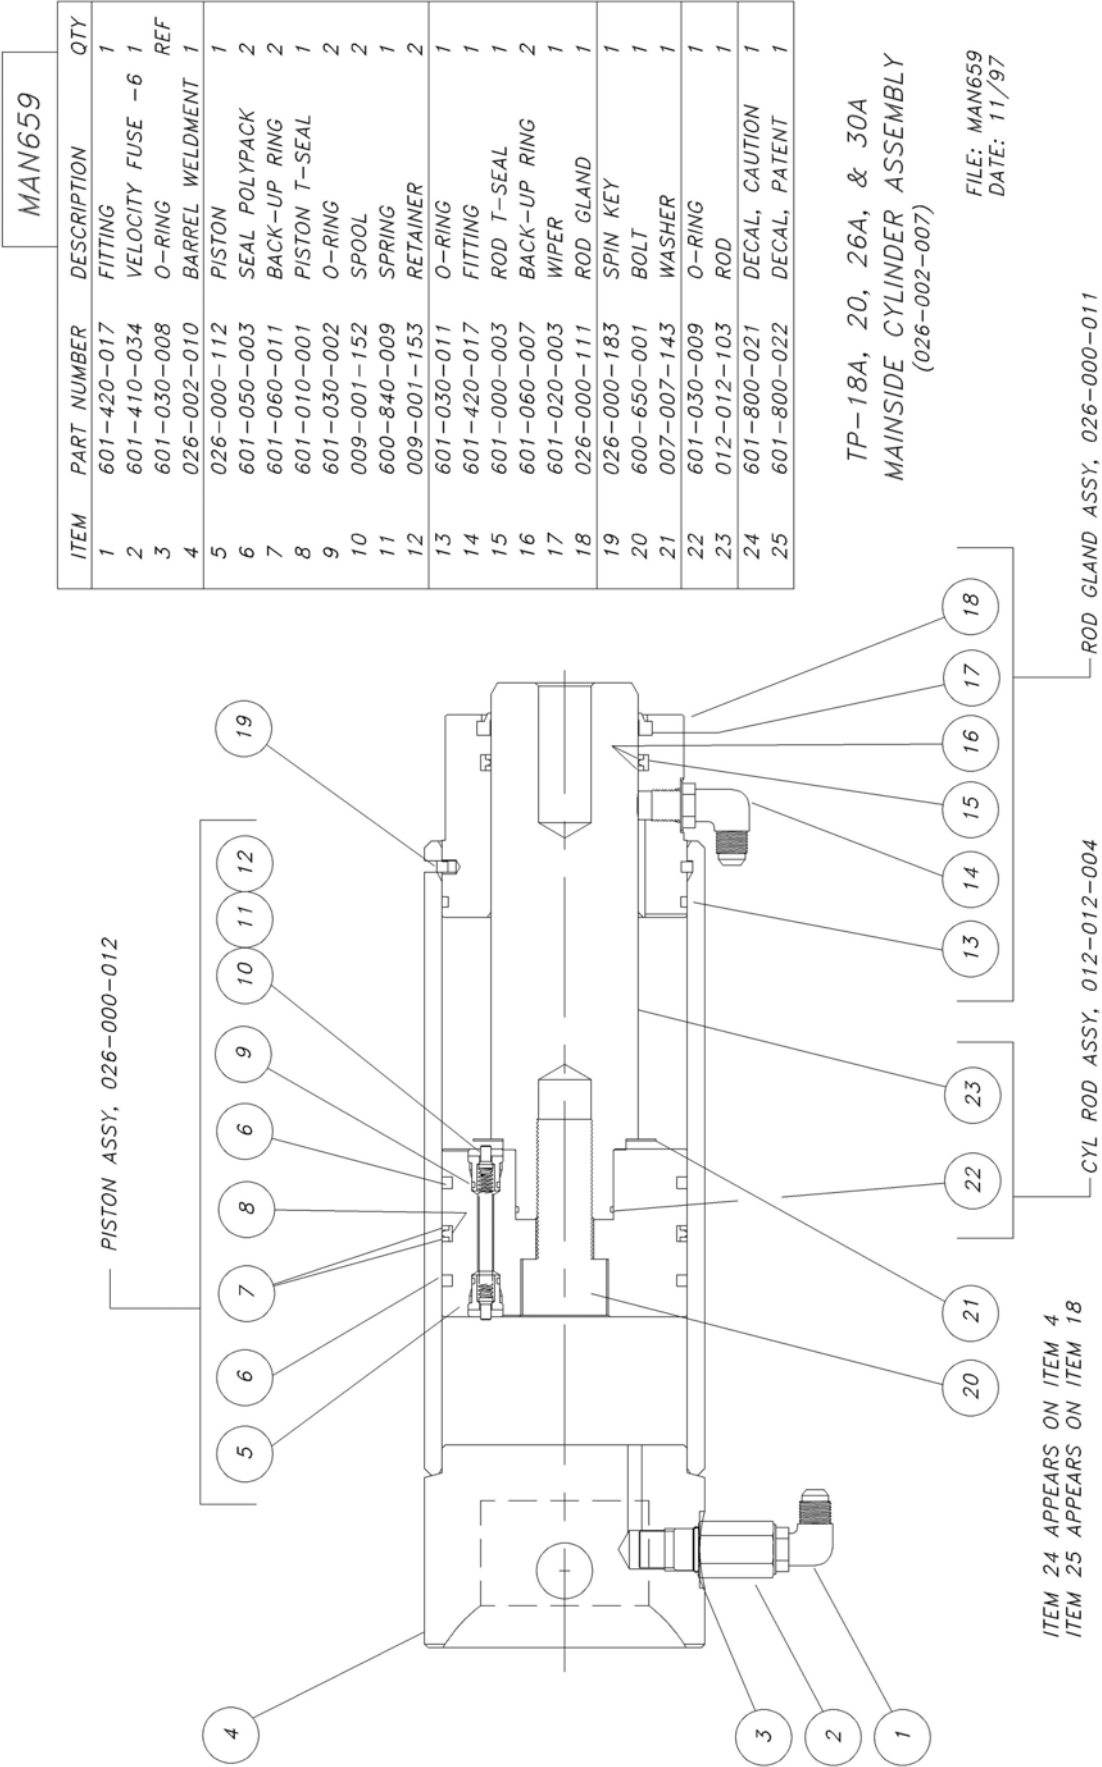 MAN659
ITEM PART NUMBER DESCRIPTION QTY
1 601-420-017 FITTING 1
2 601-410-034 VELOCITY FUSE -6 1
3 601-030-008 O-RING REF
4 026-002-010 BARREL WELDMENT 1
5 026-000-112 PISTON 1
6 601-050-003 SEAL POLYPACK 2
7 601-060-011 BACK-UP RING 2
8 601-010-001 PISTON T-SEAL 1
9 601-030-002 O-RING 2
10 009-001-152 SPOOL 2
11 600-840-009 SPRING 1
12 009-001-153 RETAINER 2
13 601-030-011 O-RING 1
14 601-420-017 FITTING 1
15 601-000-003 ROD T-SEAL 1
16 601-060-007 BACK-UP RING 2
17 601-020-003 WIPER 1
18 026-000-111 ROD GLAND 1
19 026-000-183 SPIN KEY 1
20 600-650-001 BOLT 1
21 007-007-143 WASHER 1
22 601-030-009 O-RING 1
23 012-012-103 ROD 1
24 601-800-021 DECAL, CAUTION 1
25 601-800-022 DECAL, PATENT 1
TP-18A, 20, 26A, & 30A
MAINSIDE CYLINDER ASSEMBLY
(026-002-007)
FILE: MAN659
DATE: 11/97
PISTON ASSY, 026-000-012
4
5
6
7
8
6
9
10
11
12
19
3
2
1
20
21
22
23
13
14
15
16
17
18
CYL ROD ASSY, 012-012-004
ROD GLAND ASSY, 026-000-011
ITEM 24 APPEARS ON ITEM 4
ITEM 25 APPEARS ON ITEM 18